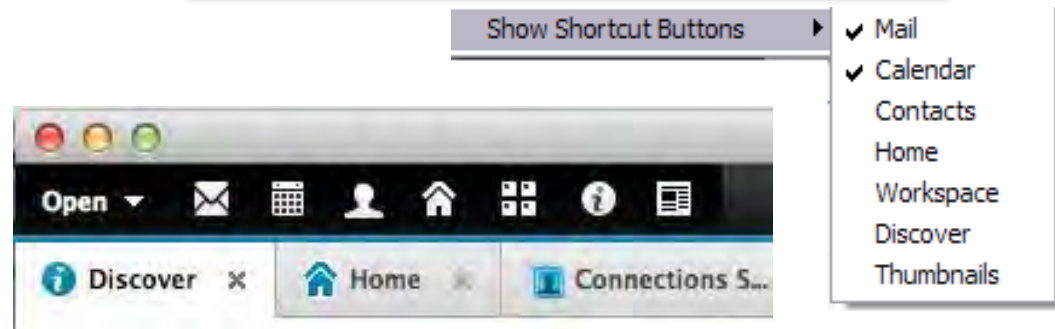 Show Shortcut Buttons
Mail
Calendar
Contacts
Home
Workspace
Discover
Thumbnails
Open
Discover
Home
Connections S...